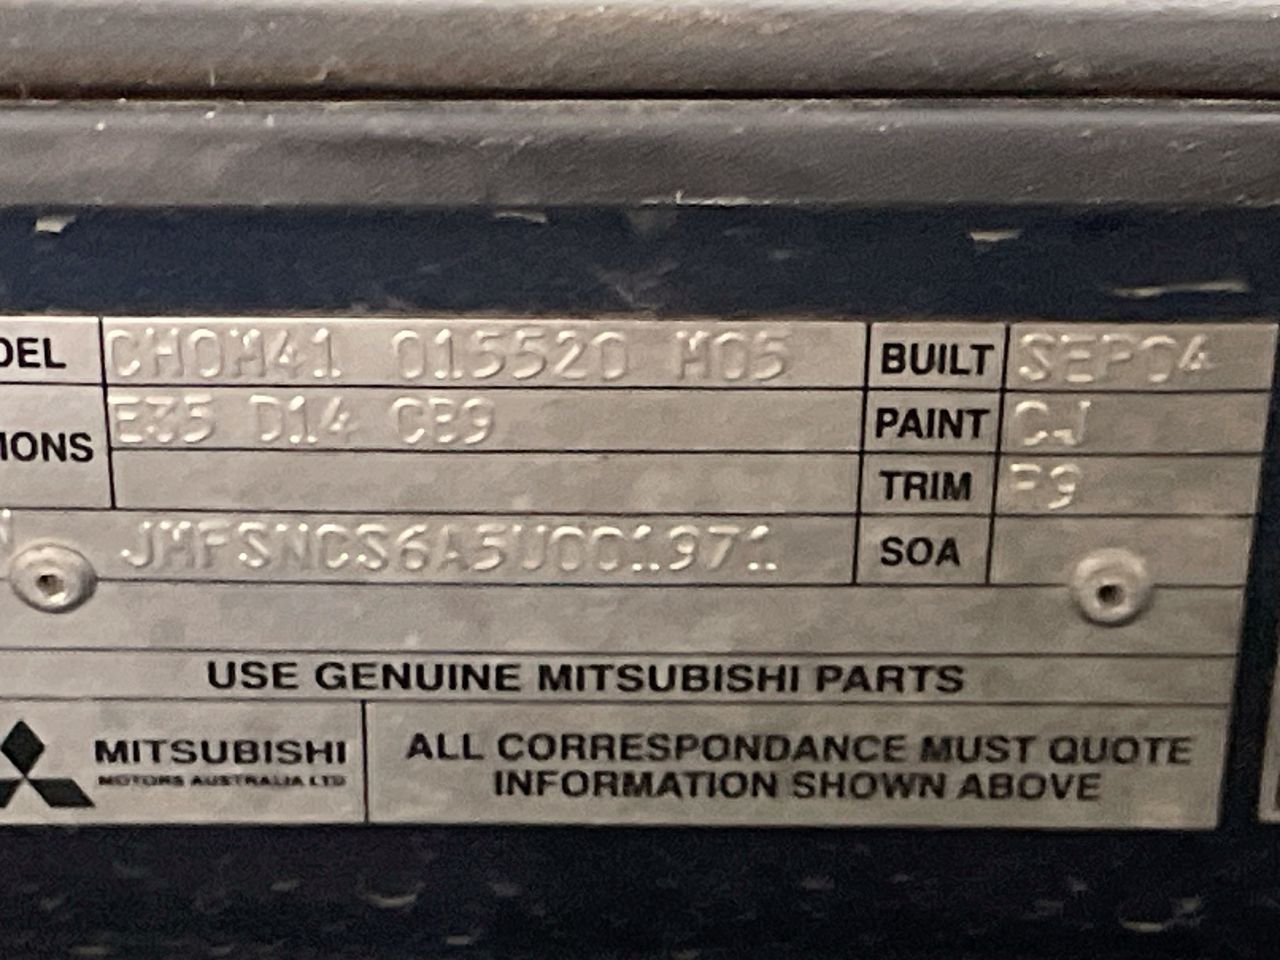 DEL CHOM41 015520 M05 BUILT SEP04
IONS E35 D14 CB9 PAINT CJ
TRIM P9
N JMFSNCS6A5U001971 SOA
USE GENUINE MITSUBISHI PARTS
MITSUBISHI
MOTORS AUSTRALIA LTD
ALL CORRESPONDANCE MUST QUOTE
INFORMATION SHOWN ABOVE